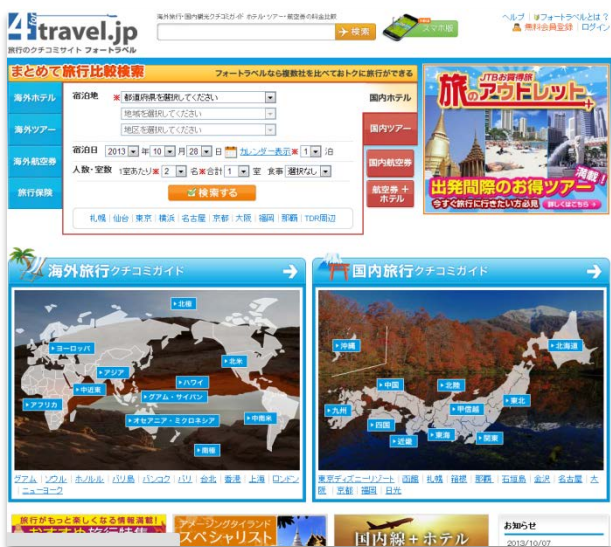 海外旅行・国内観光クチコミガイド ホテル・ツアー・航空券の料金比較
ヘルプ フォートラベルとは?
無料会員登録 ログイン
4travel.jp
検索
スマホ版
旅行のクチコミサイト フォートラベル
まとめて旅行比較検索
フォートラベルなら複数社を比べておトクに旅行ができる
海外ホテル
海外ツアー
海外航空券
旅行保険
宿泊地 ※ 都道府県を選択してください
地域を選択してください
地区を選択してください
宿泊日 2013 年 10 月 28 日 カレンダー表示 ※ 1 泊
人数・室数 1室あたり※ 2 名※合計 1 室 食事 選択なし
検索する
札幌 仙台 東京 横浜 名古屋 京都 大阪 福岡 那覇 TDR周辺
国内ホテル
国内ツアー
国内航空券
航空券+
ホテル
JTBお買得旅
旅のアウトレット+
満載!
出発間際のお得ツアー
今すぐ旅行に行きたい方必見
詳しくはこちら
海外旅行クチコミガイド
北極
ヨーロッパ
アジア
北米
中近東
ハワイ
グアム・サイパン
アフリカ
オセアニア・ミクロネシア
中南米
南極
グアム ソウル ホノルル バリ島 バンコク パリ 台北 香港 上海 ロンドン
ニューヨーク
国内旅行クチコミガイド
沖縄
北海道
中国
北陸
東北
九州
甲信越
四国
東海
関東
近畿
東京ディズニーリゾート 函館 札幌 箱根 那覇 石垣島 金沢 名古屋 大
阪 京都 福岡 日光
旅行がもっと楽しくなる情報満載!
おすすめ旅行特集
アメージングタイランド
スペシャリスト
国内線+ホテル
お知らせ
2013/10/07